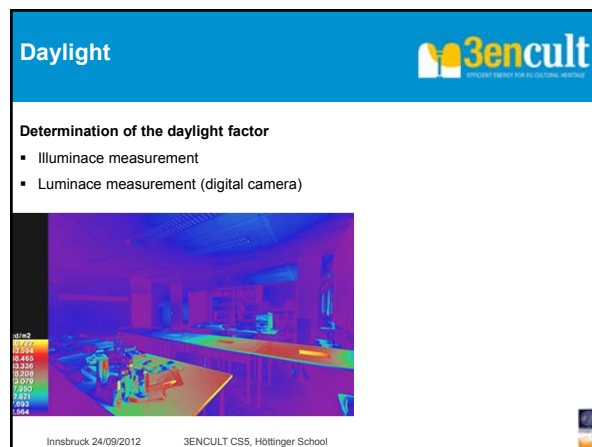 Daylight
3encult
EFFICIENT ENERGY FOR EU CULTURAL HERITAGE
Determination of the daylight factor
▪ Illuminace measurement
▪ Luminace measurement (digital camera)
cd/m2
Innsbruck 24/09/2012 3ENCULT CS5, Höttinger School